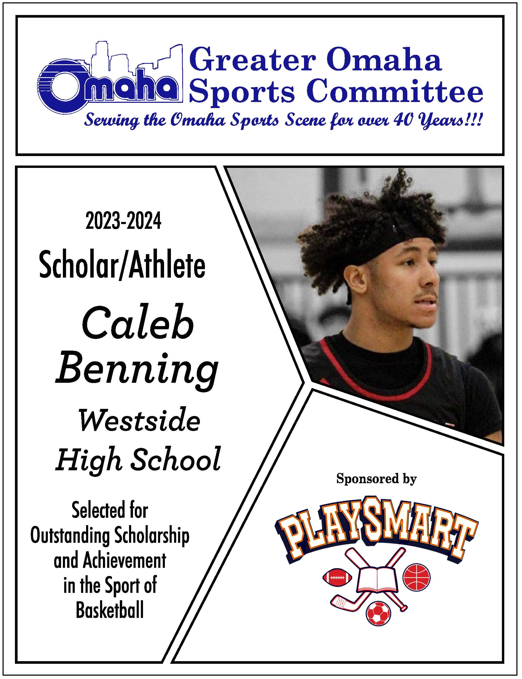 Omaha
Greater Omaha
Sports Committee
Serving the Omaha Sports Scene for over 40 Years!!!
2023-2024
Scholar/Athlete
Caleb
Benning
Westside
High School
Selected for
Outstanding Scholarship
and Achievement
in the Sport of
Basketball
Sponsored by
PLAYSMART